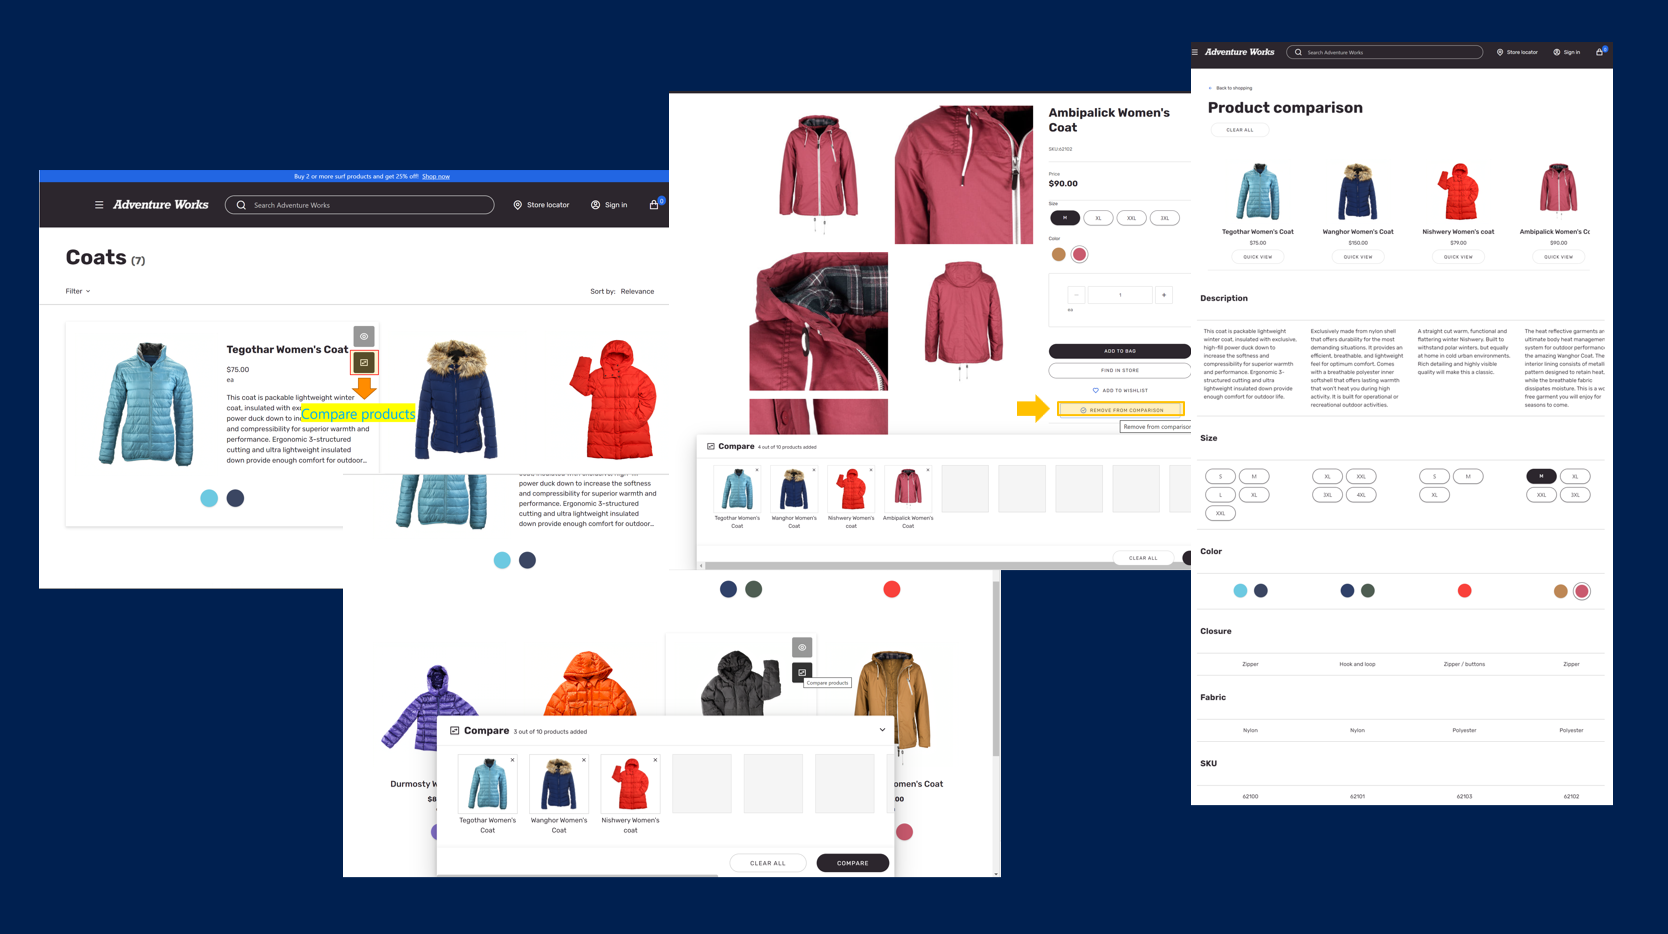 Buy 2 or more surf products and get 25% off! Shop now
Adventure Works
Search Adventure Works
Store locator
Sign in
0
Coats (7)
Filter
Sort by: Relevance
Tegothar Women's Coat
$75.00
ea
This coat is packable lightweight winter
coat, insulated with
Compare products
power duck down to
and compressibility for superior warmth and
performance. Ergonomic 3-structured
cutting and ultra lightweight insulated
down provide enough comfort for outdoor...
power duck down to increase the softness
and compressibility for superior warmth and
performance. Ergonomic 3-structured
cutting and ultra lightweight insulated
down provide enough comfort for outdoor...
Compare products
Durmosty W
$8
omen's Coat
.00
Compare 3 out of 10 products added
Tegothar Women's
Coat
Wanghor Women's
Coat
Nishwery Women's
coat
CLEAR ALL
COMPARE
Ambipalick Women's
Coat
SKU:62102
Price
$90.00
Size
M
XL
XXL
3XL
Color
1
ea
ADD TO BAG
FIND IN STORE
ADD TO WISHLIST
REMOVE FROM COMPARISON
Remove from comparison
Compare 4 out of 10 products added
Tegothar Women's
Coat
Wanghor Women's
Coat
Nishwery Women's
coat
Ambipalick Women's
Coat
CLEAR ALL
Adventure Works
Search Adventure Works
Store locator
Sign in
0
Back to shopping
Product comparison
CLEAR ALL
Tegothar Women's Coat
$75.00
QUICK VIEW
Wanghor Women's Coat
$150.00
QUICK VIEW
Nishwery Women's coat
$79.00
QUICK VIEW
Ambipalick Women's Cc
$90.00
QUICK VIEW
Description
This coat is packable lightweight
winter coat, insulated with exclusive,
high-fill power duck down to
increase the softness and
compressibility for superior warmth
and performance. Ergonomic 3-
structured cutting and ultra
lightweight insulated down provide
enough comfort for outdoor life.
Exclusively made from nylon shell
that offers durability for the most
demanding situations. It provides an
efficient, breathable, and lightweight
feel for optimum comfort. Comes
with a breathable polyester inner
softshell that offers lasting warmth
that won't heat you during high
activity. It is built for operational or
recreational outdoor activities.
A straight cut warm, functional and
flattering winter Nishwery. Built to
withstand polar winters, but equally
at home in cold urban environments.
Rich detailing and highly visible
quality will make this a classic.
The heat reflective garments ar
ultimate body heat managemen
system for outdoor performance
the amazing Wanghor Coat. The
interior lining consists of metall
pattern designed to retain heat,
while the breathable fabric
dissipates moisture. This is a wo
free garment you will enjoy for
seasons to come.
Size
S
M
L
XL
XXL
XL
XXL
3XL
4XL
S
M
XL
M
XL
XXL
3XL
Color
Closure
Zipper
Hook and loop
Zipper / buttons
Zipper
Fabric
Nylon
Nylon
Polyester
Polyester
SKU
62100
62101
62103
62102